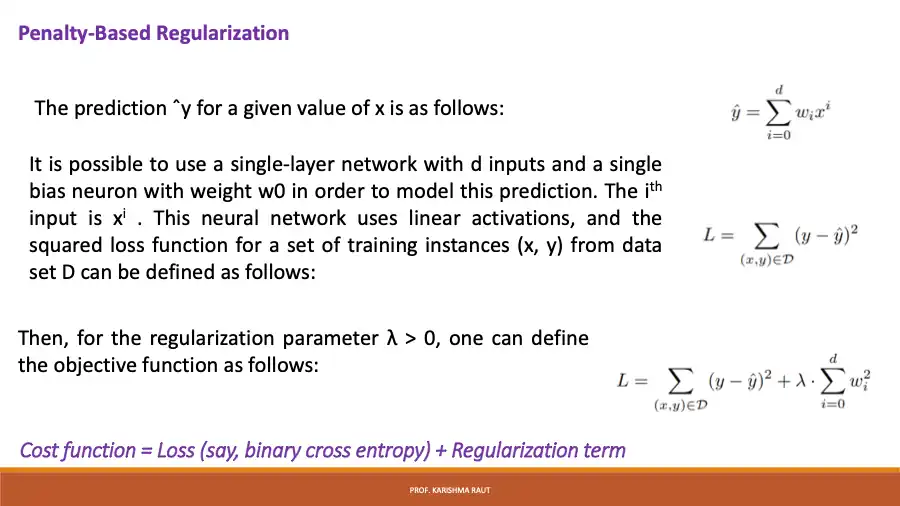 Penalty-Based Regularization
The prediction ˆy for a given value of x is as follows:
ŷ = ∑_{i=0}^{d} w_i x^i
It is possible to use a single-layer network with d inputs and a single
bias neuron with weight w0 in order to model this prediction. The iᵗʰ
input is xⁱ . This neural network uses linear activations, and the
squared loss function for a set of training instances (x, y) from data
set D can be defined as follows:
L = ∑_{(x,y)∈𝒟} (y − ŷ)²
Then, for the regularization parameter λ > 0, one can define
the objective function as follows:
L = ∑_{(x,y)∈𝒟} (y − ŷ)² + λ · ∑_{i=0}^{d} w_i²
Cost function = Loss (say, binary cross entropy) + Regularization term
PROF. KARISHMA RAUT